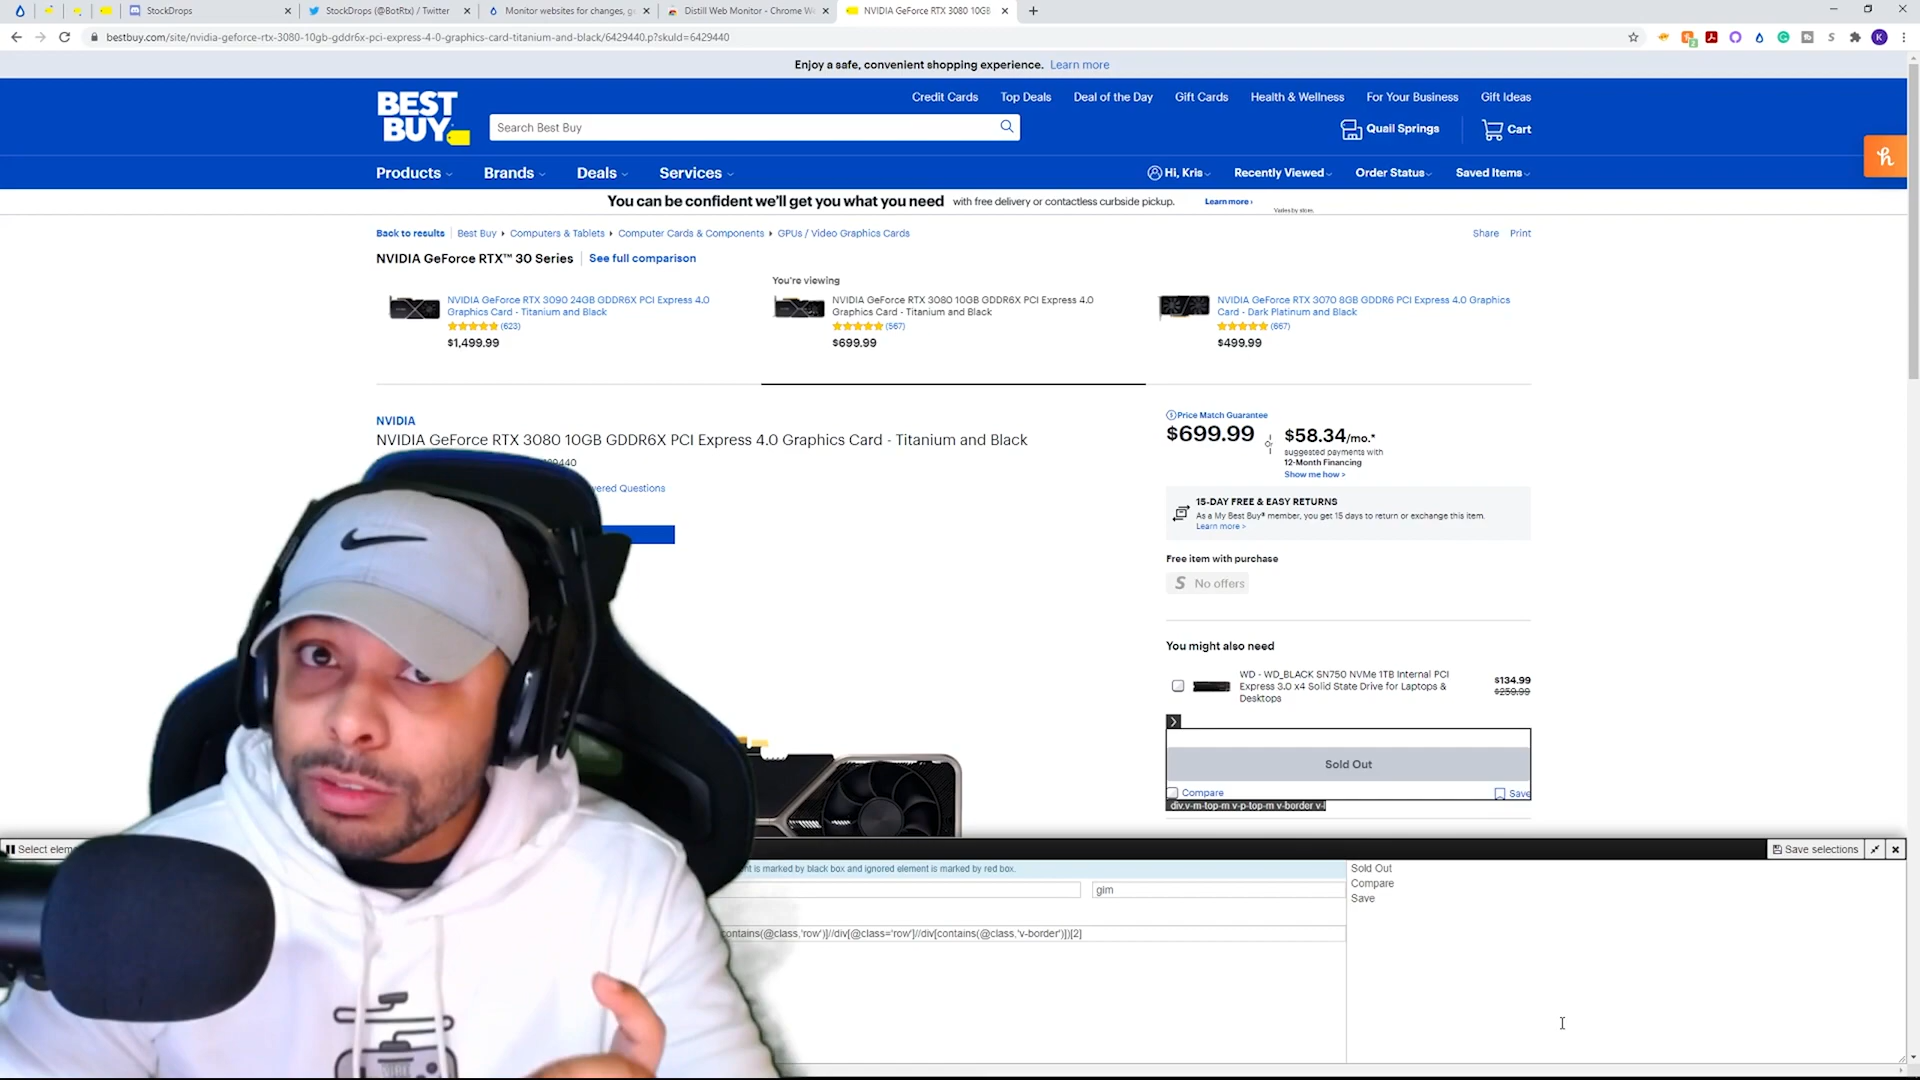 StockDrops
StockDrops (@BotRtx) / Twitter
Monitor websites for changes, g
Distill Web Monitor - Chrome W
NVIDIA GeForce RTX 3080 10GB
bestbuy.com/site/nvidia-geforce-rtx-3080-10gb-gddr6x-pci-express-4-0-graphics-card-titanium-and-black/6429440.p?skuId=6429440
Enjoy a safe, convenient shopping experience. Learn more
BEST
BUY
Credit Cards
Top Deals
Deal of the Day
Gift Cards
Health & Wellness
For Your Business
Gift Ideas
Search Best Buy
Quail Springs
Cart
Products
Brands
Deals
Services
Hi, Kris
Recently Viewed
Order Status
Saved Items
You can be confident we'll get you what you need with free delivery or contactless curbside pickup. Learn more ›
Varies by store.
Back to results
Best Buy
Computers & Tablets
Computer Cards & Components
GPUs / Video Graphics Cards
Share
Print
NVIDIA GeForce RTX™ 30 Series
See full comparison
You're viewing
NVIDIA GeForce RTX 3090 24GB GDDR6X PCI Express 4.0
Graphics Card - Titanium and Black
(623)
$1,499.99
NVIDIA GeForce RTX 3080 10GB GDDR6X PCI Express 4.0
Graphics Card - Titanium and Black
(567)
$699.99
NVIDIA GeForce RTX 3070 8GB GDDR6 PCI Express 4.0 Graphics
Card - Dark Platinum and Black
(667)
$499.99
NVIDIA
NVIDIA GeForce RTX 3080 10GB GDDR6X PCI Express 4.0 Graphics Card - Titanium and Black
9440
vered Questions
Price Match Guarantee
$699.99
or
$58.34/mo.*
suggested payments with
12-Month Financing
Show me how >
15-DAY FREE & EASY RETURNS
As a My Best Buy® member, you get 15 days to return or exchange this item.
Learn more >
Free item with purchase
S No offers
You might also need
WD - WD_BLACK SN750 NVMe 1TB Internal PCI
Express 3.0 x4 Solid State Drive for Laptops &
Desktops
$134.99
$259.99
Sold Out
Compare
Save
div.v-m-top-m v-p-top-m v-border v-l
Select elem
Save selections
nt is marked by black box and ignored element is marked by red box.
gim
contains(@class,'row')]//div[@class='row']//div[contains(@class,'v-border')])[2]
Sold Out
Compare
Save